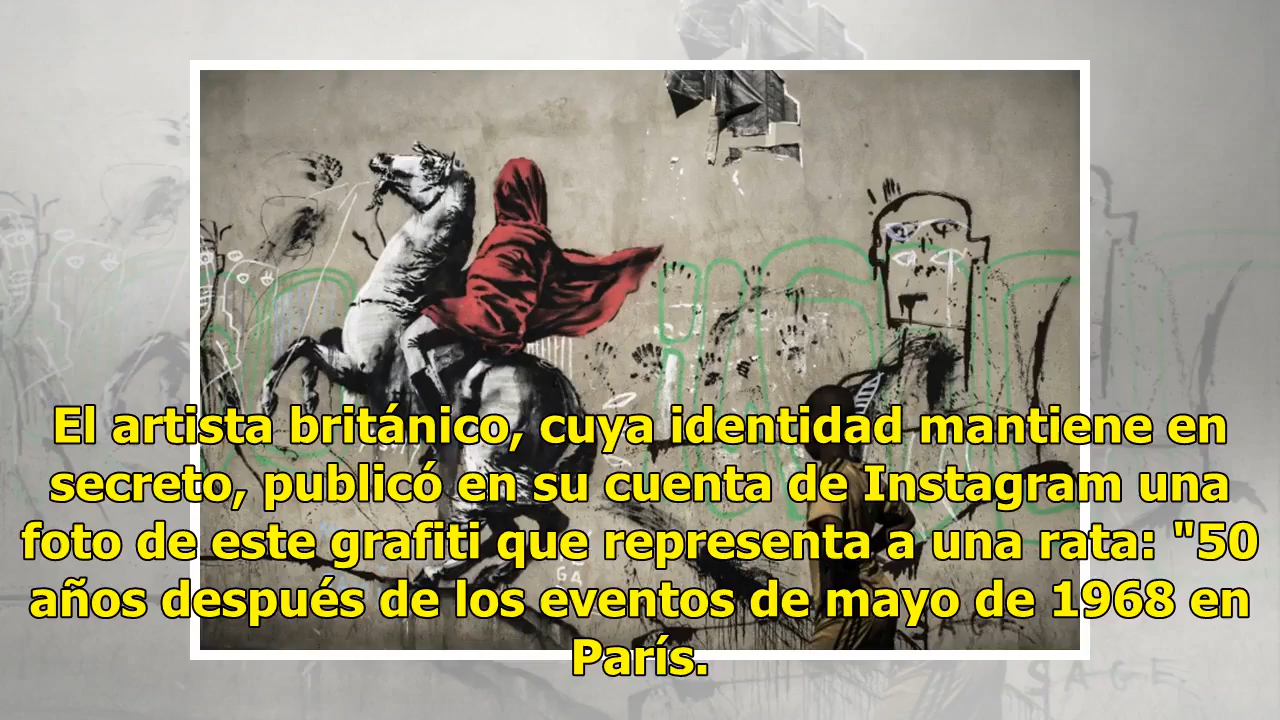 El artista británico, cuya identidad mantiene en
secreto, publicó en su cuenta de Instagram una
foto de este grafiti que representa a una rata: "50
años después de los eventos de mayo de 1968 en
París.